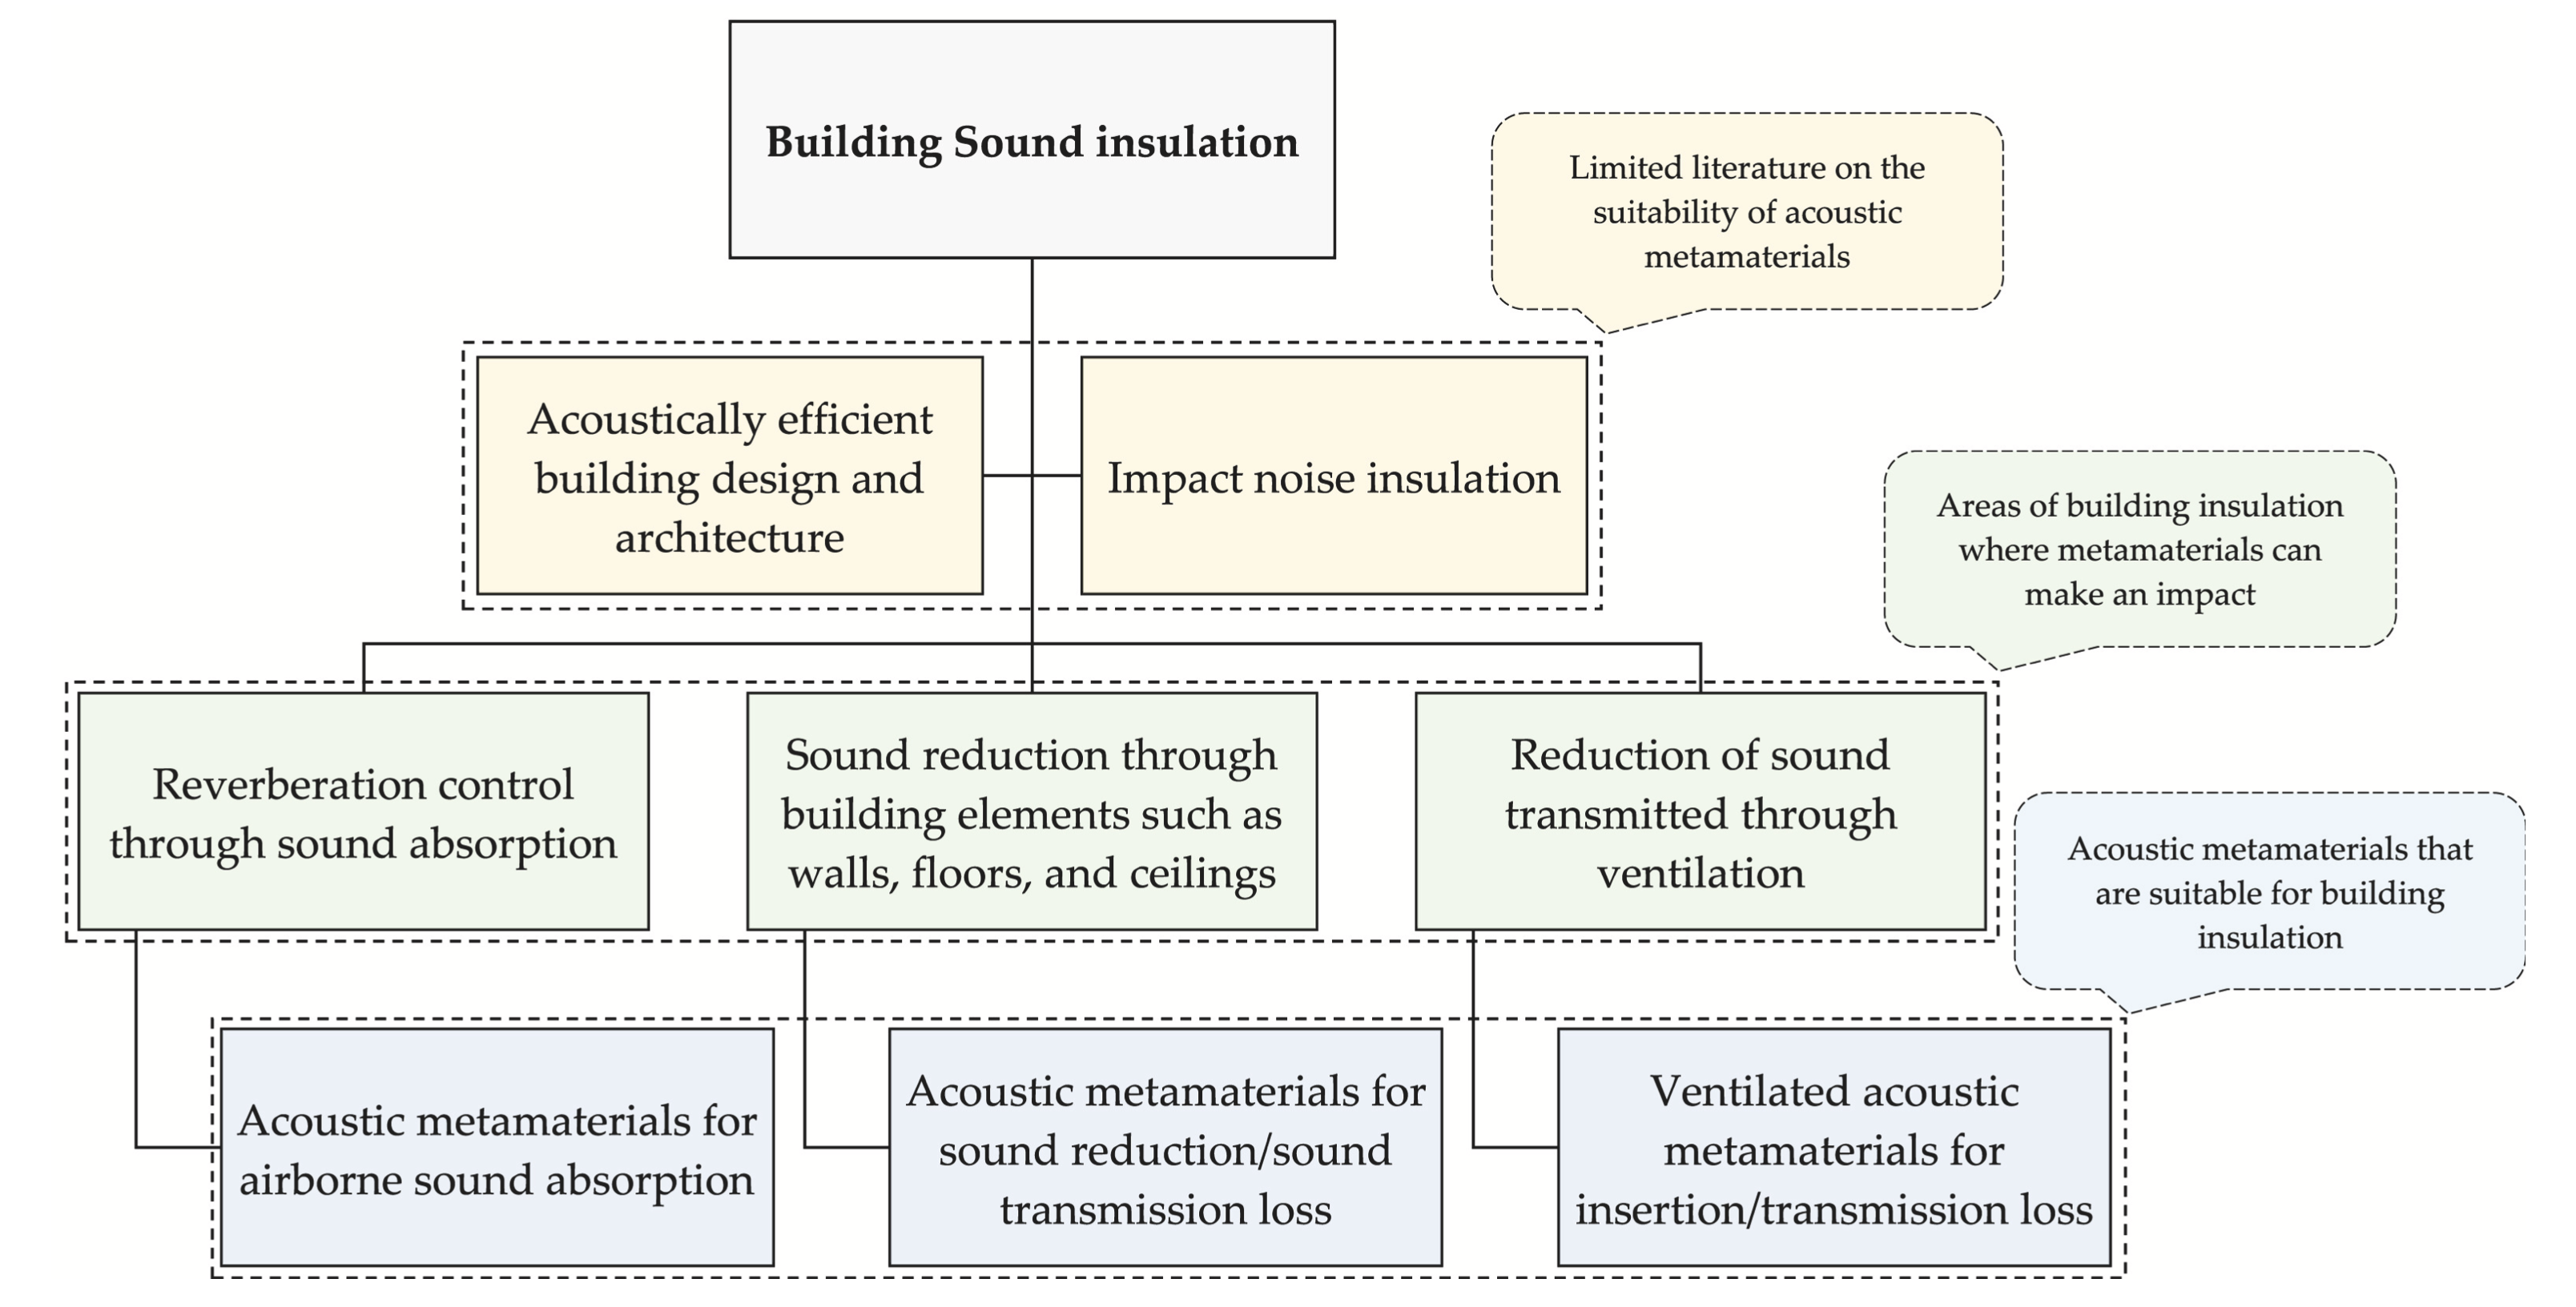 Building Sound insulation
Limited literature on the
suitability of acoustic
metamaterials
Acoustically efficient
building design and
architecture
Impact noise insulation
Areas of building insulation
where metamaterials can
make an impact
Reverberation control
through sound absorption
Sound reduction through
building elements such as
walls, floors, and ceilings
Reduction of sound
transmitted through
ventilation
Acoustic metamaterials that
are suitable for building
insulation
Acoustic metamaterials for
airborne sound absorption
Acoustic metamaterials for
sound reduction/sound
transmission loss
Ventilated acoustic
metamaterials for
insertion/transmission loss